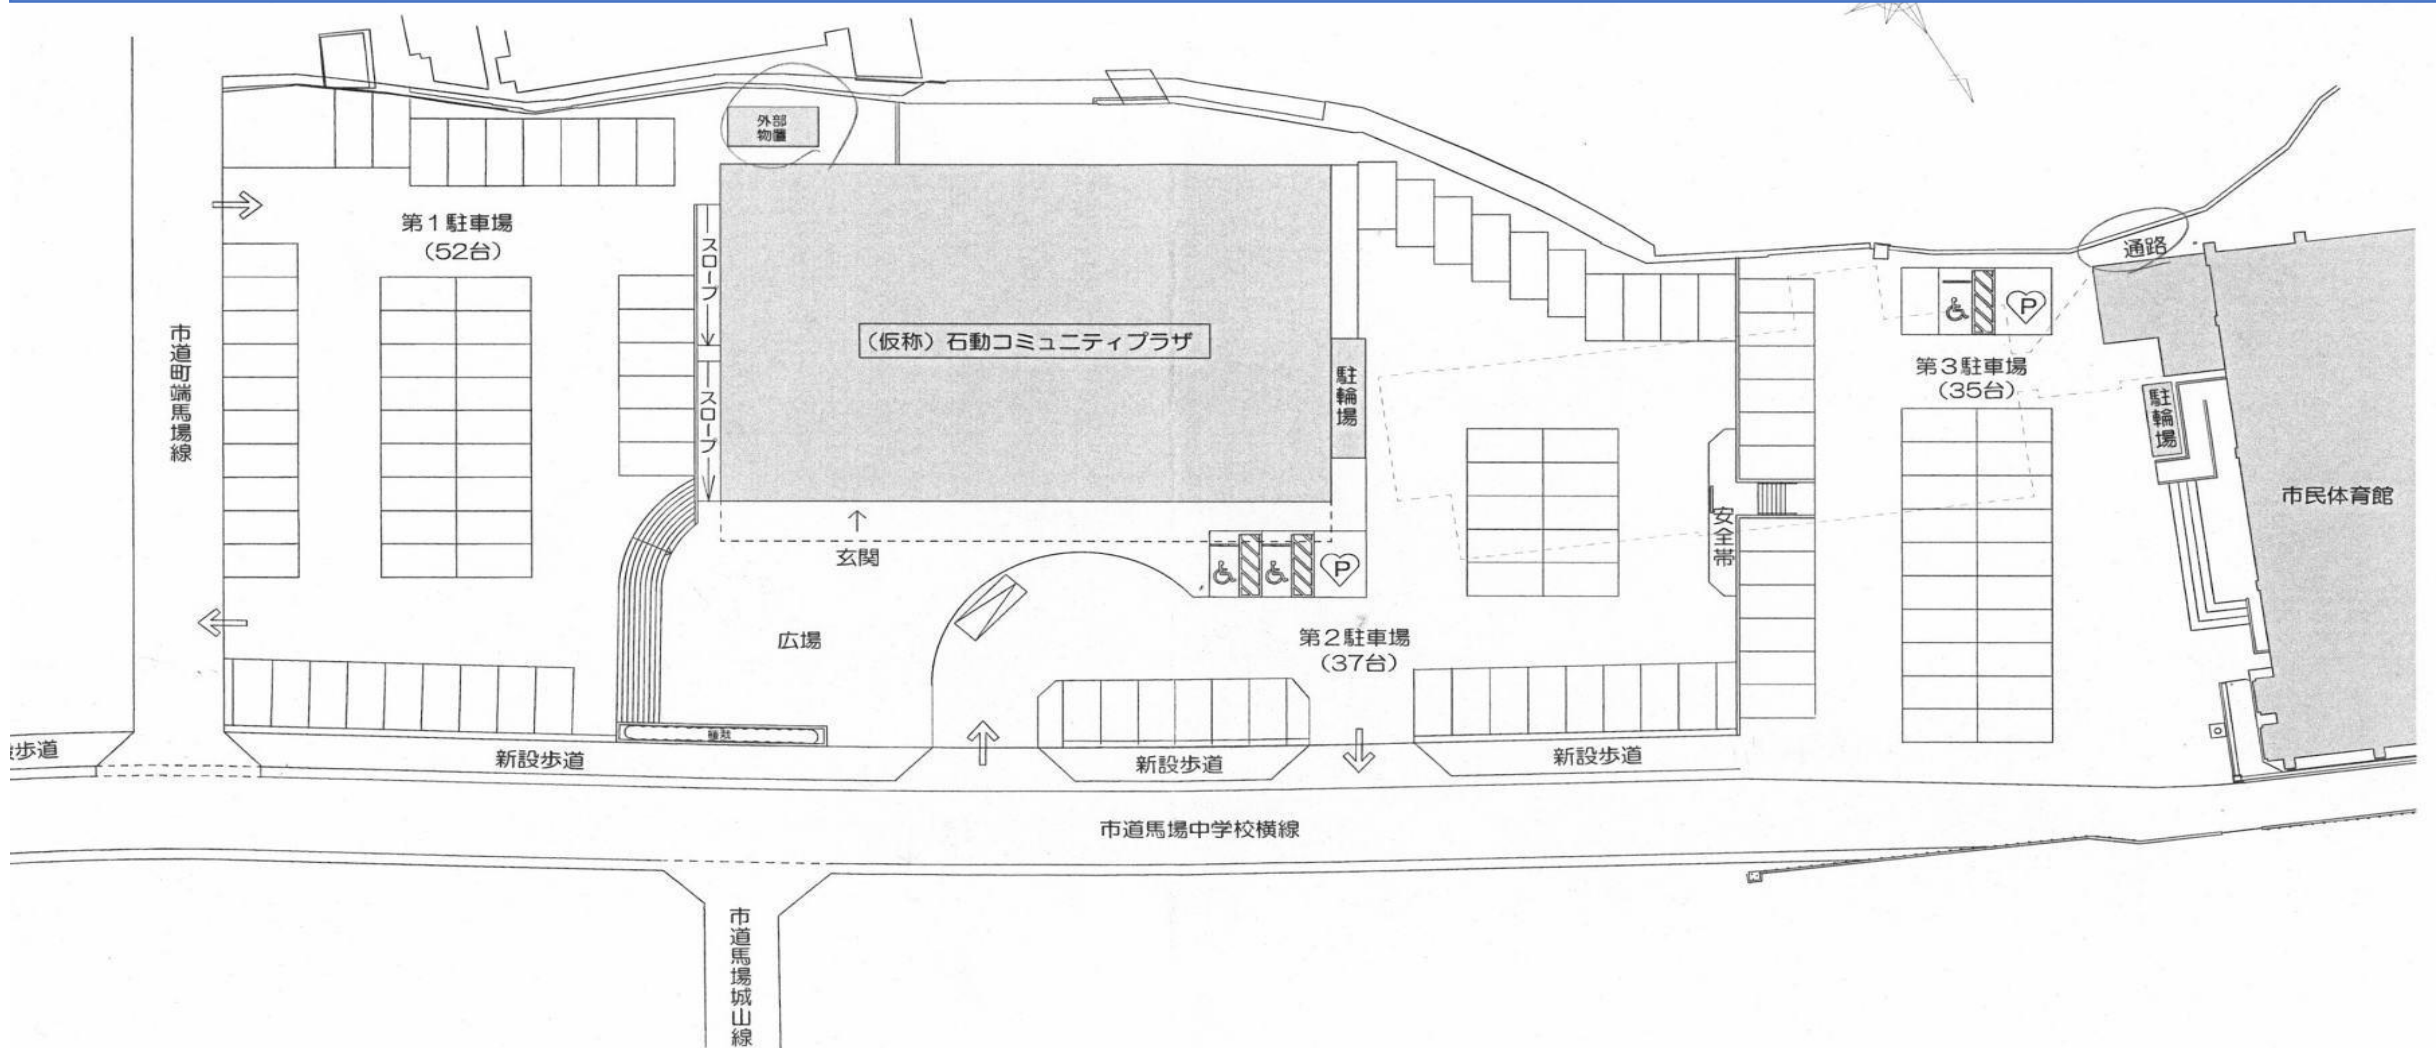 外部
物置
第1駐車場
(52台)
スロープ
スロープ
(仮称) 石動コミュニティプラザ
駐輪場
通路
P
第3駐車場
(35台)
駐輪場
市民体育館
市道町端馬場線
玄関
安全帯
P
広場
第2駐車場
(37台)
歩道
新設歩道
新設歩道
新設歩道
市道馬場中学校横線
市道馬場城山線